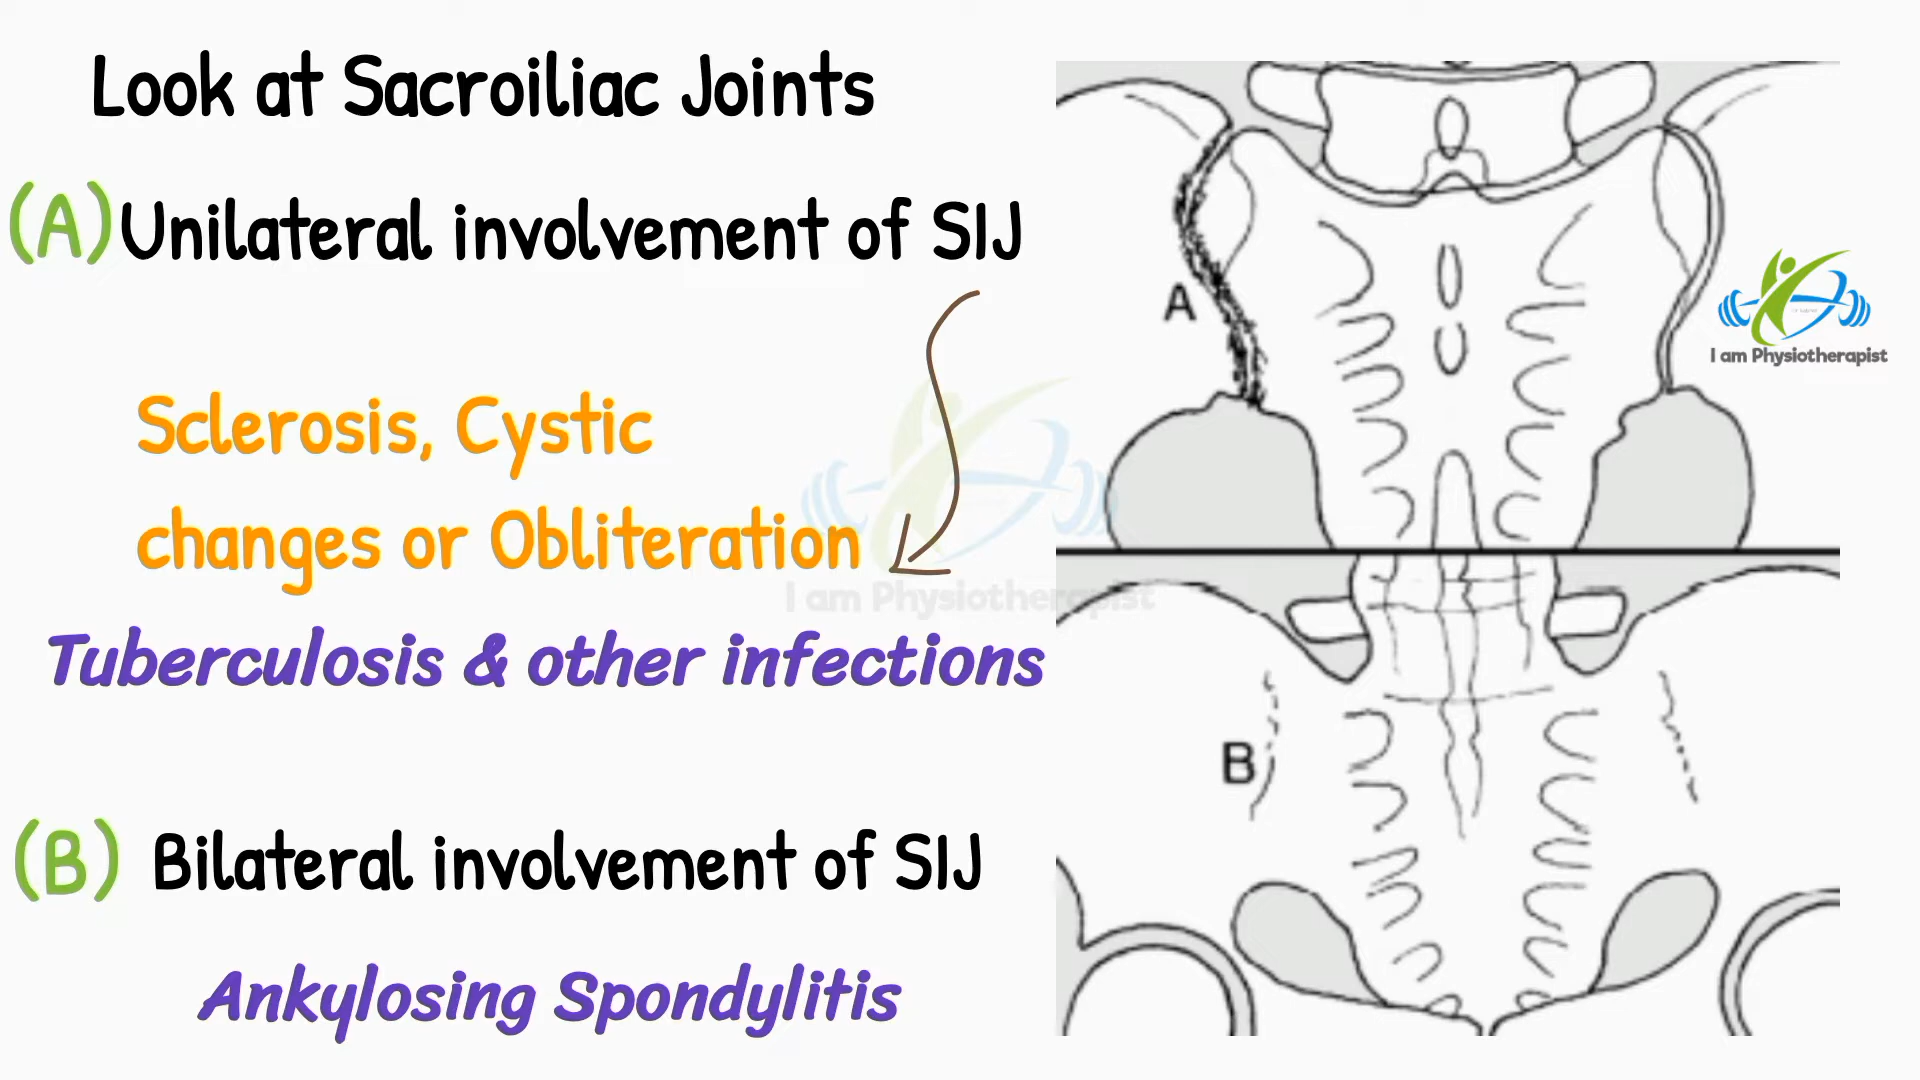 Look at Sacroiliac Joints
(A) Unilateral involvement of SIJ
Sclerosis, Cystic
changes or Obliteration
Tuberculosis & other infections
(B) Bilateral involvement of SIJ
Ankylosing Spondylitis
A
I am Physiotherapist
I am Physiotherapist
B